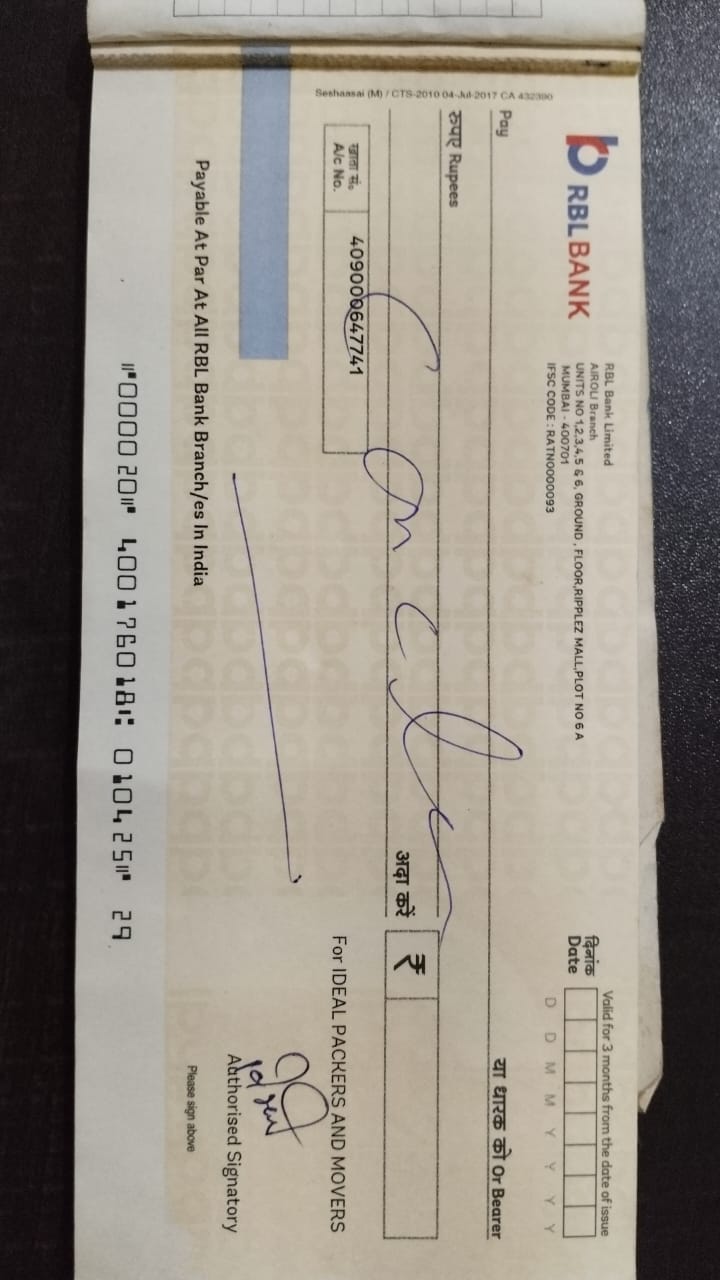 Seshaasai (M) / CTS-2010 04-Jul-2017 CA 432390
RBL BANK
RBL Bank Limited
AIROLI Branch
UNITS NO 1,2,3,4,5 & 6, GROUND , FLOOR,RIPPLEZ MALL,PLOT NO 6 A
MUMBAI - 400701
IFSC CODE : RATN0000093
Valid for 3 months from the date of issue
दिनांक
Date
D D M M Y Y Y Y
Pay
या धारक को Or Bearer
रुपए Rupees
अदा करें
₹
खाता सं.
A/c No.
409000647741
For IDEAL PACKERS AND MOVERS
Authorised Signatory
Please sign above
Payable At Par At All RBL Bank Branch/es In India
⑈000020⑈ 400176018⑆ 010425⑈ 29